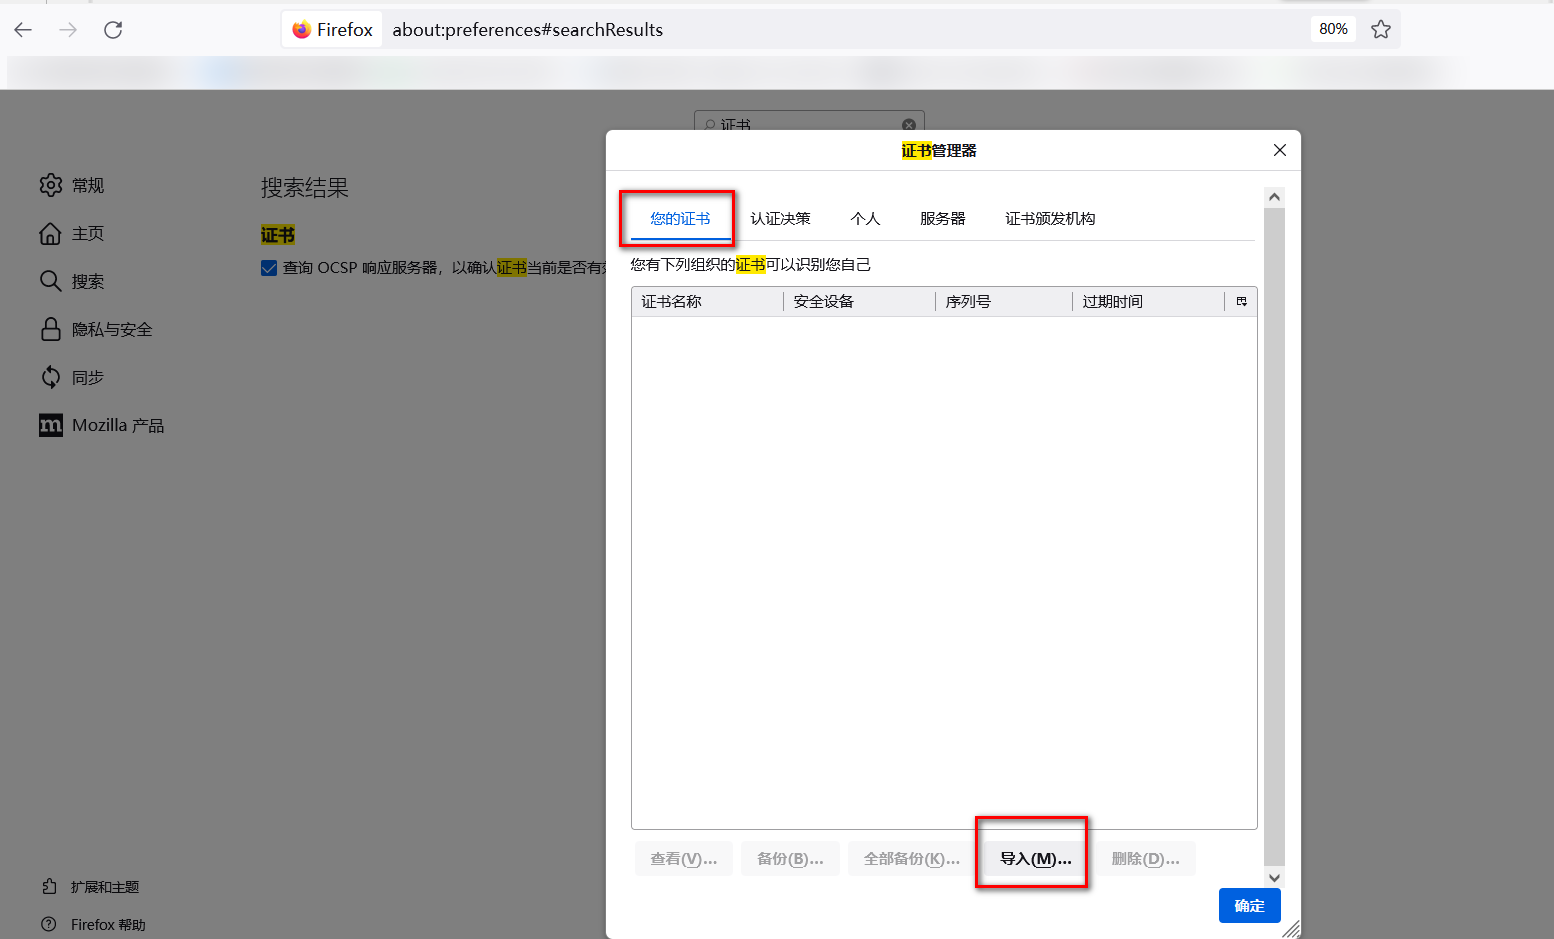 Firefox about:preferences#searchResults 80%
证书
证书管理器
常规
主页
搜索
隐私与安全
同步
Mozilla 产品
扩展和主题
Firefox 帮助
搜索结果
证书
查询 OCSP 响应服务器，以确认证书当前是否有效
您的证书 认证决策 个人 服务器 证书颁发机构
您有下列组织的证书可以识别您自己
证书名称 安全设备 序列号 过期时间
查看(V)... 备份(B)... 全部备份(K)... 导入(M)... 删除(D)...
确定